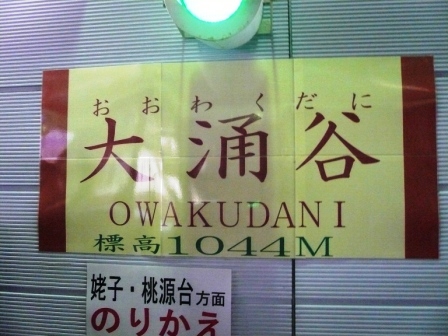 おおわくだに
大涌谷
OWAKUDANI
標高1044M
姥子・桃源台方面
のりかえ